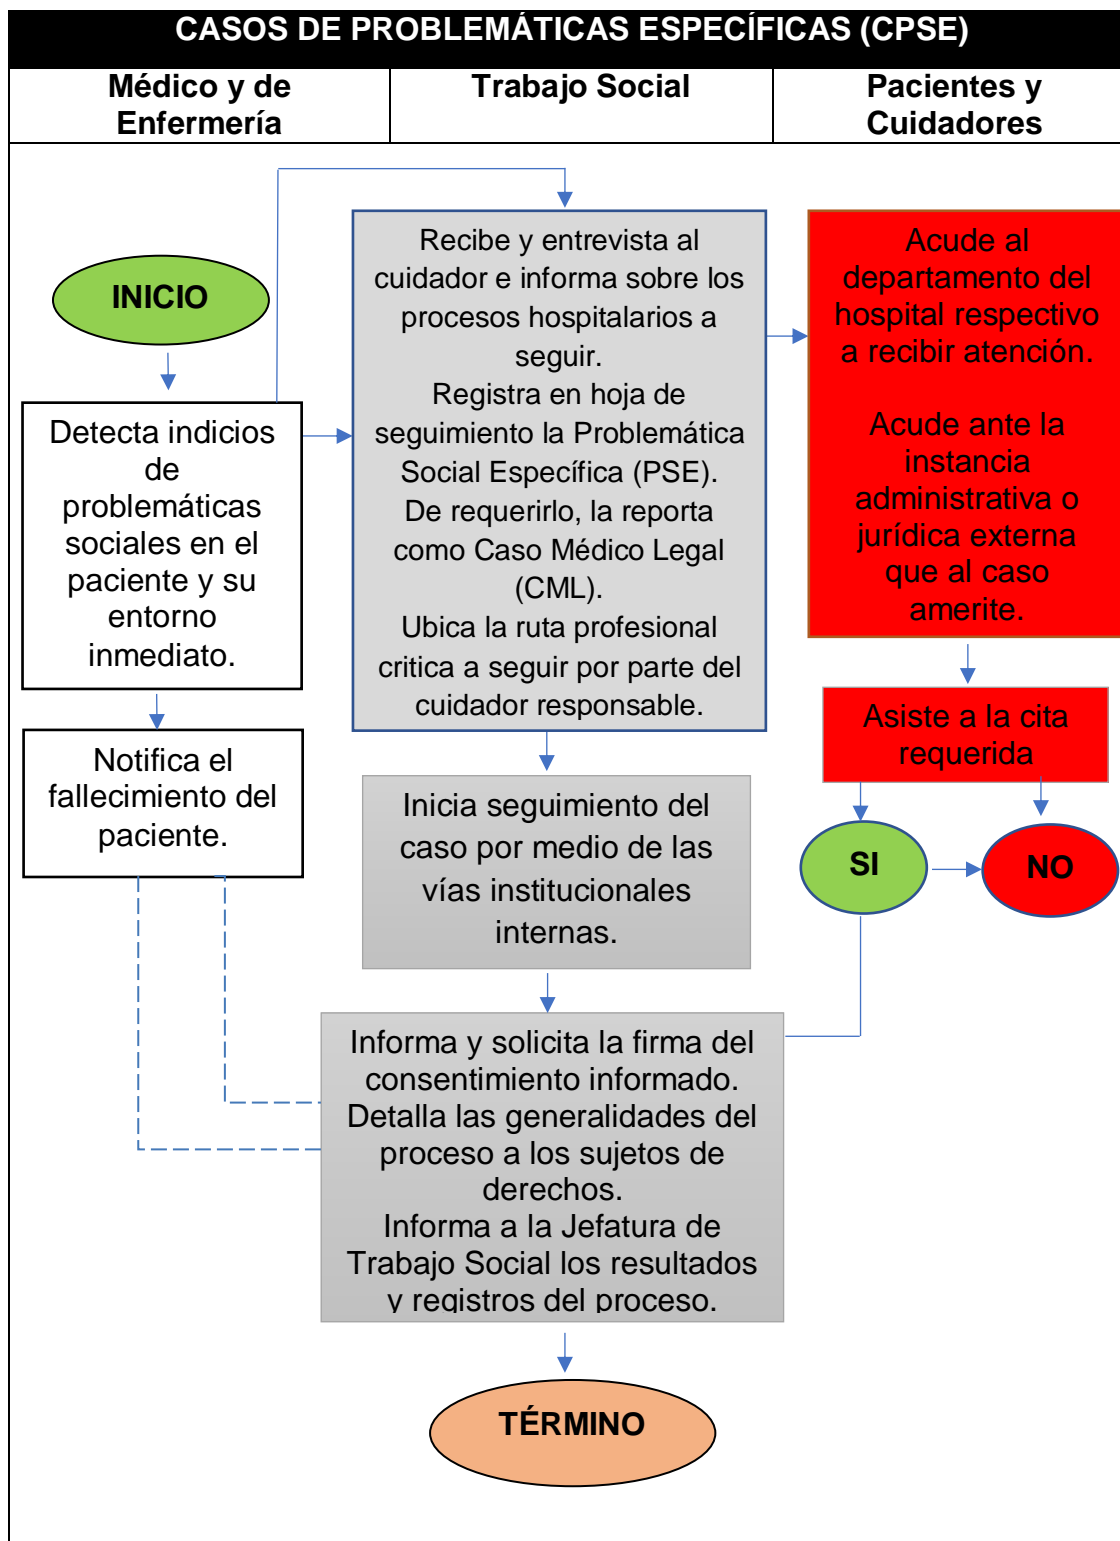 CASOS DE PROBLEMÁTICAS ESPECÍFICAS (CPSE)
Médico y de
Enfermería
Trabajo Social
Pacientes y
Cuidadores
INICIO
Detecta indicios
de
problemáticas
sociales en el
paciente y su
entorno
inmediato.
Notifica el
fallecimiento del
paciente.
Recibe y entrevista al
cuidador e informa sobre los
procesos hospitalarios a
seguir.
Registra en hoja de
seguimiento la Problemática
Social Específica (PSE).
De requerirlo, la reporta
como Caso Médico Legal
(CML).
Ubica la ruta profesional
critica a seguir por parte del
cuidador responsable.
Inicia seguimiento del
caso por medio de las
vías institucionales
internas.
Informa y solicita la firma del
consentimiento informado.
Detalla las generalidades del
proceso a los sujetos de
derechos.
Informa a la Jefatura de
Trabajo Social los resultados
y registros del proceso.
TÉRMINO
Acude al
departamento del
hospital respectivo
a recibir atención.
Acude ante la
instancia
administrativa o
jurídica externa
que al caso
amerite.
Asiste a la cita
requerida
SI
NO